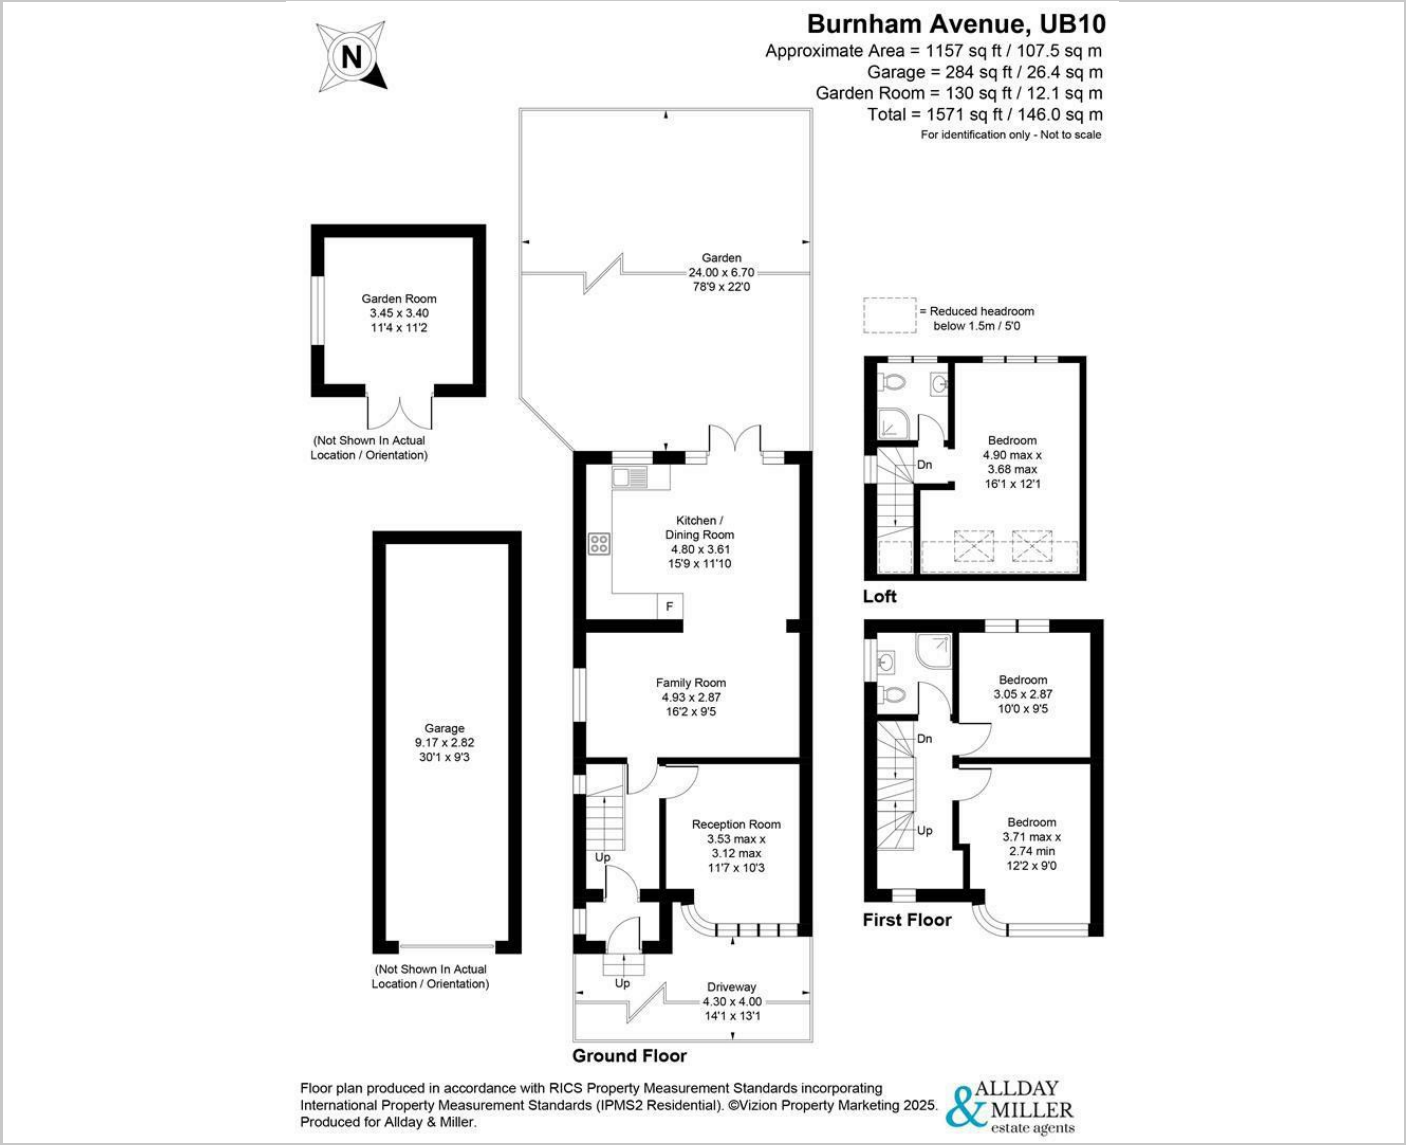 N
Burnham Avenue, UB10
Approximate Area = 1157 sq ft / 107.5 sq m
Garage = 284 sq ft / 26.4 sq m
Garden Room = 130 sq ft / 12.1 sq m
Total = 1571 sq ft / 146.0 sq m
For identification only - Not to scale
Garden
24.00 x 6.70
78'9 x 22'0
Garden Room
3.45 x 3.40
11'4 x 11'2
(Not Shown In Actual
Location / Orientation)
= Reduced headroom
below 1.5m / 5'0
Bedroom
4.90 max x
3.68 max
16'1 x 12'1
Dn
Loft
Kitchen /
Dining Room
4.80 x 3.61
15'9 x 11'10
F
Family Room
4.93 x 2.87
16'2 x 9'5
Garage
9.17 x 2.82
30'1 x 9'3
(Not Shown In Actual
Location / Orientation)
Reception Room
3.53 max x
3.12 max
11'7 x 10'3
Up
Up
Driveway
4.30 x 4.00
14'1 x 13'1
Ground Floor
Bedroom
3.05 x 2.87
10'0 x 9'5
Dn
Up
Bedroom
3.71 max x
2.74 min
12'2 x 9'0
First Floor
Floor plan produced in accordance with RICS Property Measurement Standards incorporating
International Property Measurement Standards (IPMS2 Residential). ©Vizion Property Marketing 2025.
Produced for Allday & Miller.
ALLDAY
& MILLER
estate agents